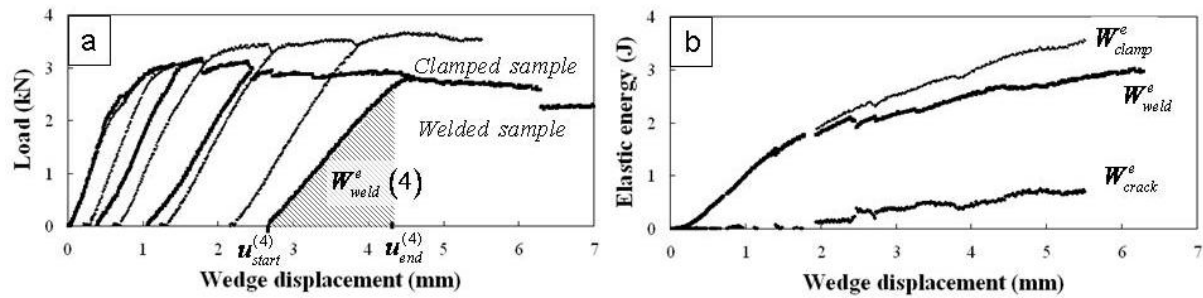 a
Load (kN)
4
3
2
1
0
Clamped sample
Welded sample
W^e_weld (4)
0 1 2 3 4 5 6 7
u^(4)_start u^(4)_end
Wedge displacement (mm)
b
Elastic energy (J)
4
3
2
1
0
W^e_clamp
W^e_weld
W^e_crack
0 1 2 3 4 5 6 7
Wedge displacement (mm)